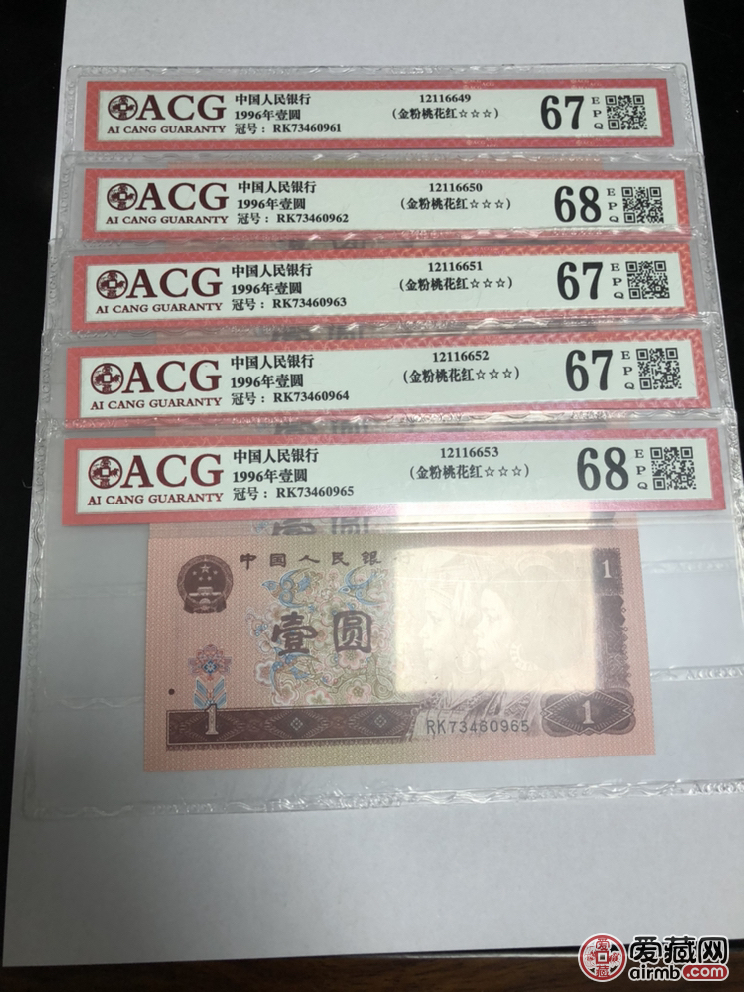 ACG
AI CANG GUARANTY
中国人民银行
1996年壹圆
冠号： RK73460961
12116649
(金粉桃花红☆☆☆)
67
EPQ
ACG
AI CANG GUARANTY
中国人民银行
1996年壹圆
冠号： RK73460962
12116650
(金粉桃花红☆☆☆)
68
EPQ
ACG
AI CANG GUARANTY
中国人民银行
1996年壹圆
冠号： RK73460963
12116651
(金粉桃花红☆☆☆)
67
EPQ
ACG
AI CANG GUARANTY
中国人民银行
1996年壹圆
冠号： RK73460964
12116652
(金粉桃花红☆☆☆)
67
EPQ
ACG
AI CANG GUARANTY
中国人民银行
1996年壹圆
冠号： RK73460965
12116653
(金粉桃花红☆☆☆)
68
EPQ
壹圆
中国人民银
1
壹圆
1
RK73460965
1
爱藏网
airmb.com